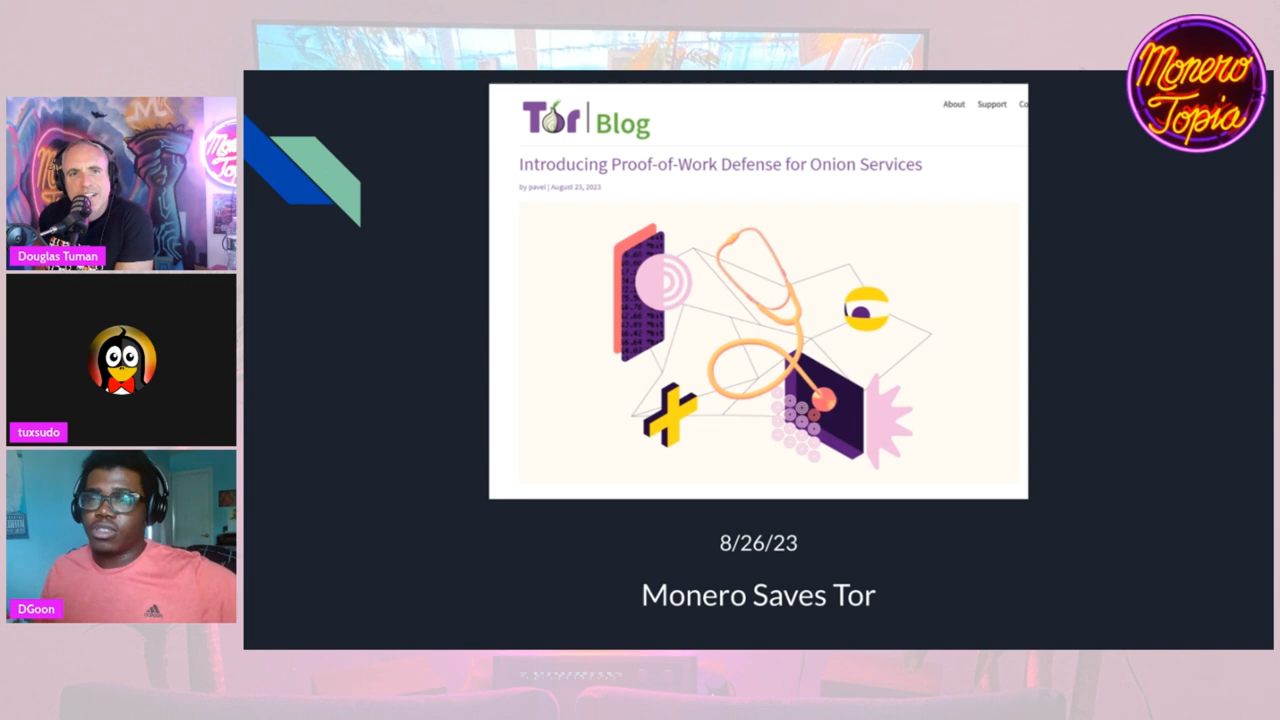 Monero
Topia
Tor Blog
About Support Co
Introducing Proof-of-Work Defense for Onion Services
by pavel | August 23, 2023
Douglas Tuman
tuxsudo
DGoon
8/26/23
Monero Saves Tor